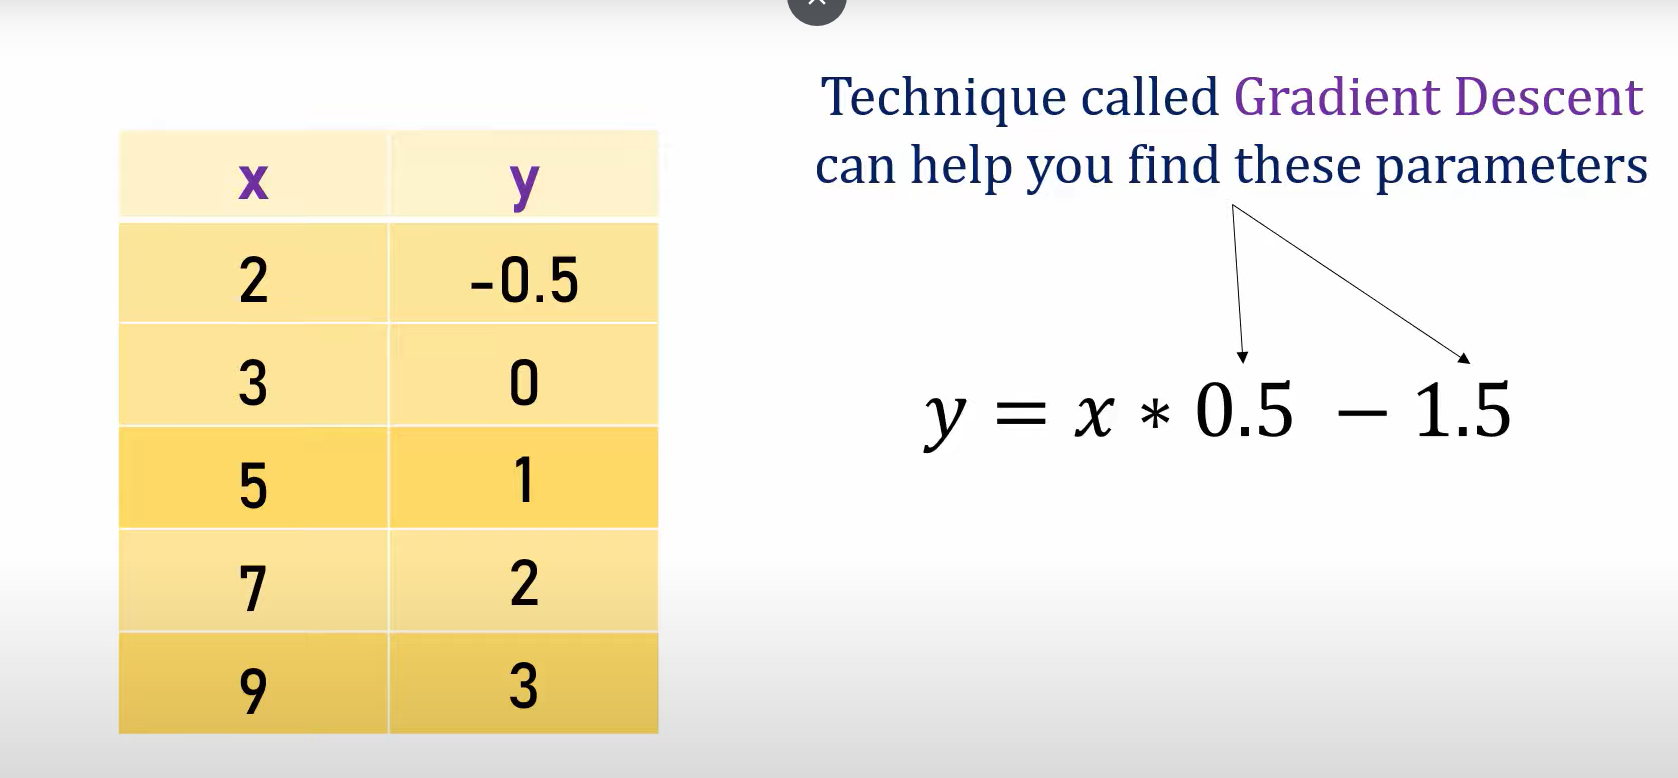 Technique called Gradient Descent
can help you find these parameters
x y
2 -0.5
3 0
5 1
7 2
9 3
y = x * 0.5 − 1.5